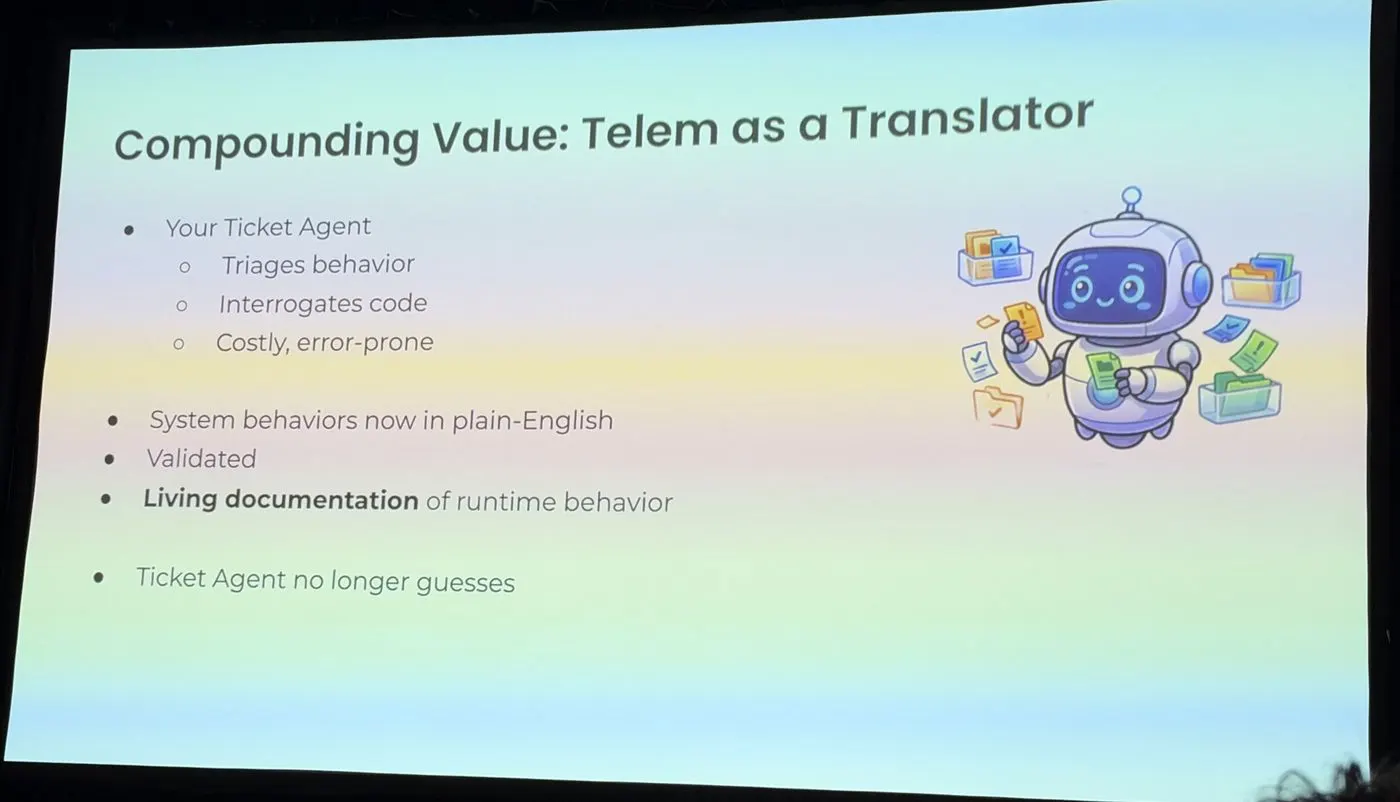 Compounding Value: Telem as a Translator
● Your Ticket Agent
○ Triages behavior
○ Interrogates code
○ Costly, error-prone
● System behaviors now in plain-English
● Validated
● Living documentation of runtime behavior
● Ticket Agent no longer guesses